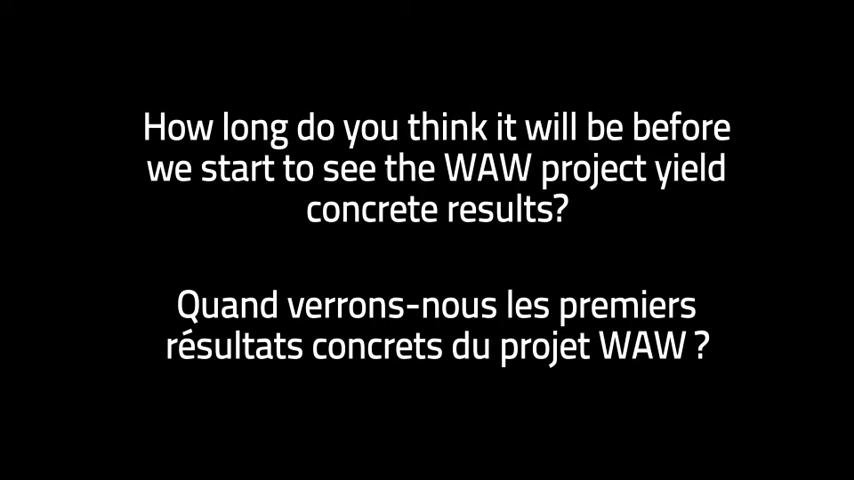 How long do you think it will be before
we start to see the WAW project yield
concrete results?
Quand verrons-nous les premiers
résultats concrets du projet WAW ?